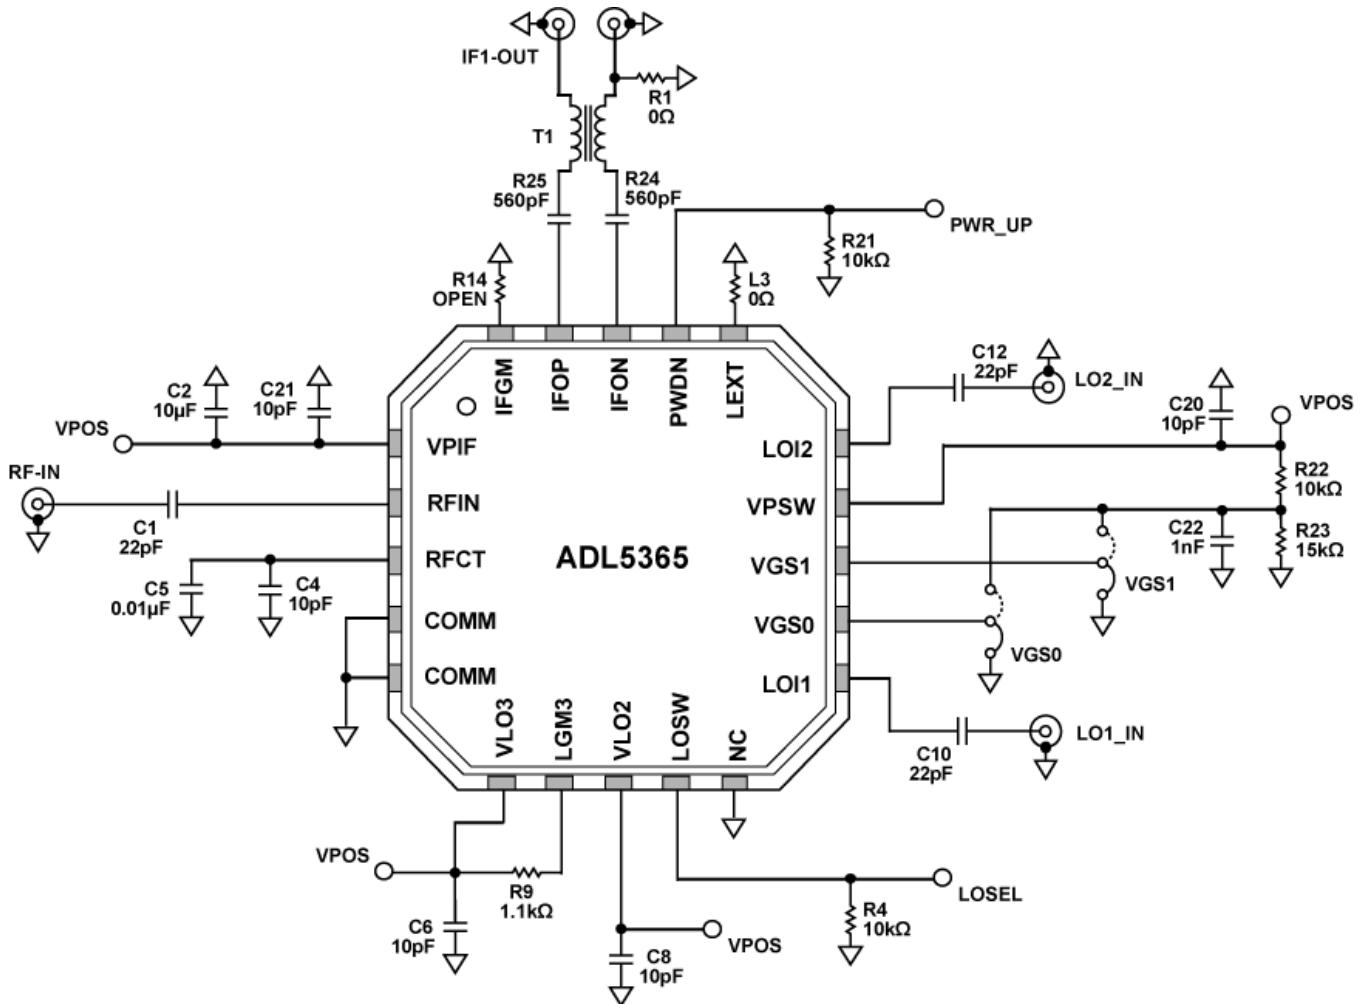 IF1-OUT
R1
0Ω
T1
R25
560pF
R24
560pF
PWR_UP
R21
10kΩ
R14
OPEN
L3
0Ω
C2
10µF
C21
10pF
VPOS
RF-IN
C1
22pF
C5
0.01µF
C4
10pF
IFGM
IFOP
IFON
PWDN
LEXT
VPIF
RFIN
RFCT
COMM
COMM
ADL5365
LOI2
VPSW
VGS1
VGS0
LOI1
VLO3
LGM3
VLO2
LOSW
NC
C12
22pF
LO2_IN
C20
10pF
VPOS
R22
10kΩ
C22
1nF
R23
15kΩ
VGS1
VGS0
C10
22pF
LO1_IN
VPOS
R9
1.1kΩ
C6
10pF
C8
10pF
VPOS
LOSEL
R4
10kΩ